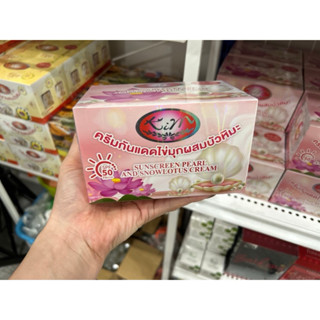 Kim
ครีมกันแดดไข่มุกผสมบัวหิมะ
SPF
50
SUNSCREEN PEARL
AND SNOWLOTUS CREAM